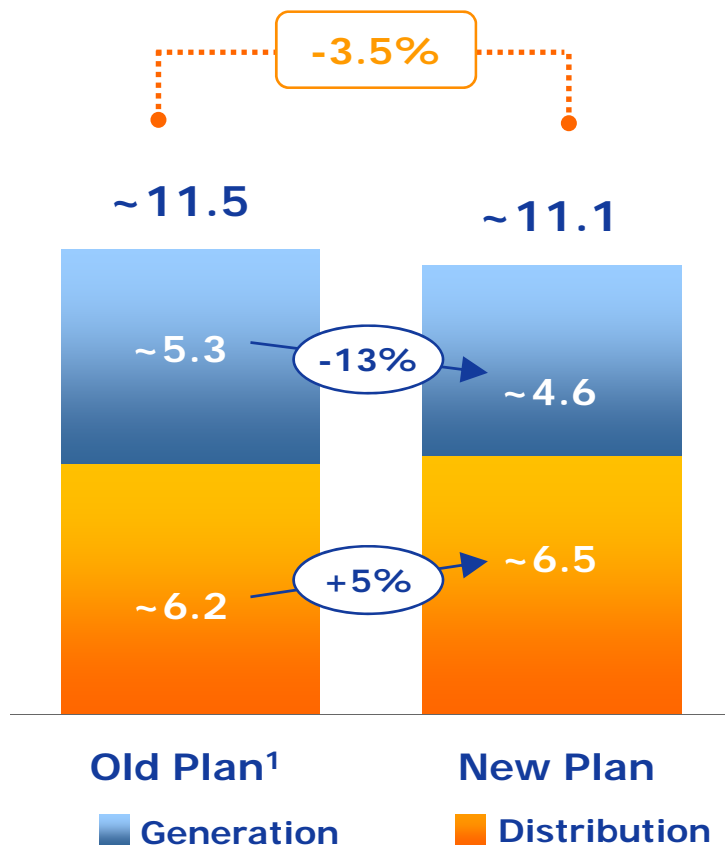 -3.5%
~11.5
~11.1
~5.3
-13%
~4.6
~6.2
+5%
~6.5
Old Plan¹
New Plan
Generation
Distribution